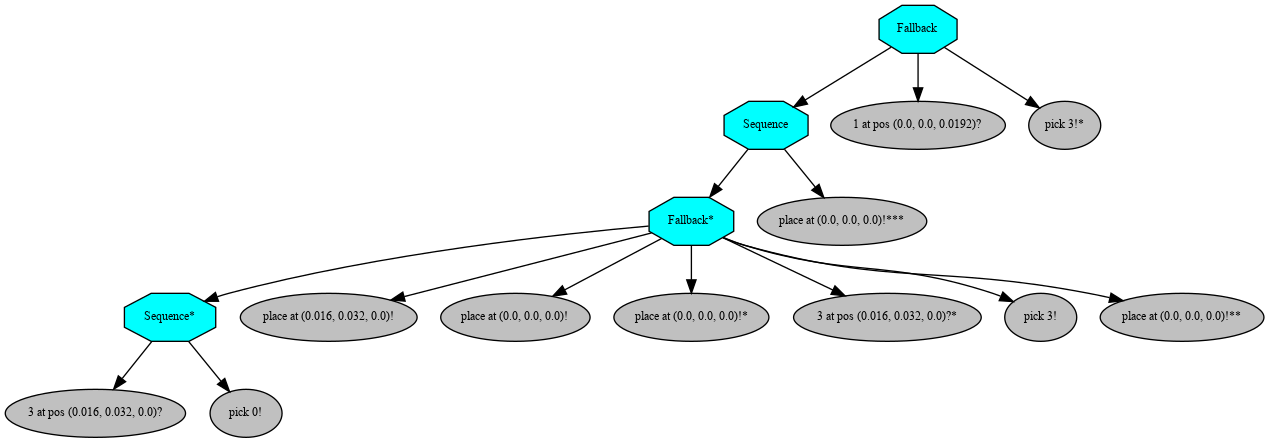 Fallback
Sequence
1 at pos (0.0, 0.0, 0.0192)?
pick 3!*
Fallback*
place at (0.0, 0.0, 0.0)!***
Sequence*
place at (0.016, 0.032, 0.0)!
place at (0.0, 0.0, 0.0)!
place at (0.0, 0.0, 0.0)!*
3 at pos (0.016, 0.032, 0.0)?*
pick 3!
place at (0.0, 0.0, 0.0)!**
3 at pos (0.016, 0.032, 0.0)?
pick 0!